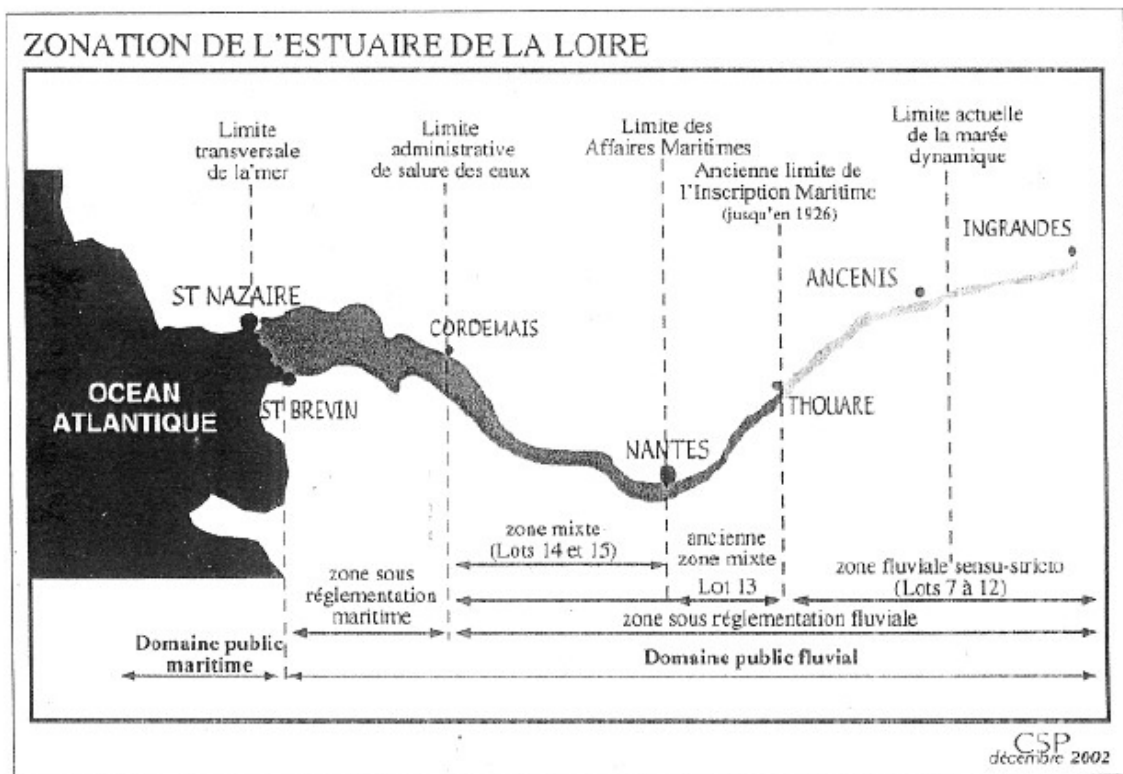 ZONATION DE L'ESTUAIRE DE LA LOIRE
Limite
transversale
de la mer
Limite
administrative
de salure des eaux
Limite des
Affaires Maritimes
Ancienne limite de
l'Inscription Maritime
(jusqu'en 1926)
Limite actuelle
de la marée
dynamique
INGRANDES
ANCENIS
ST NAZAIRE
CORDEMAIS
OCEAN
ATLANTIQUE
ST BREVIN
THOUARE
NANTES
zone mixte
(Lots 14 et 15)
ancienne
zone mixte
Lot 13
zone fluviale sensu-stricto
(Lots 7 à 12)
zone sous
réglementation
maritime
zone sous réglementation fluviale
Domaine public
maritime
Domaine public fluvial
CSP
décembre 2002